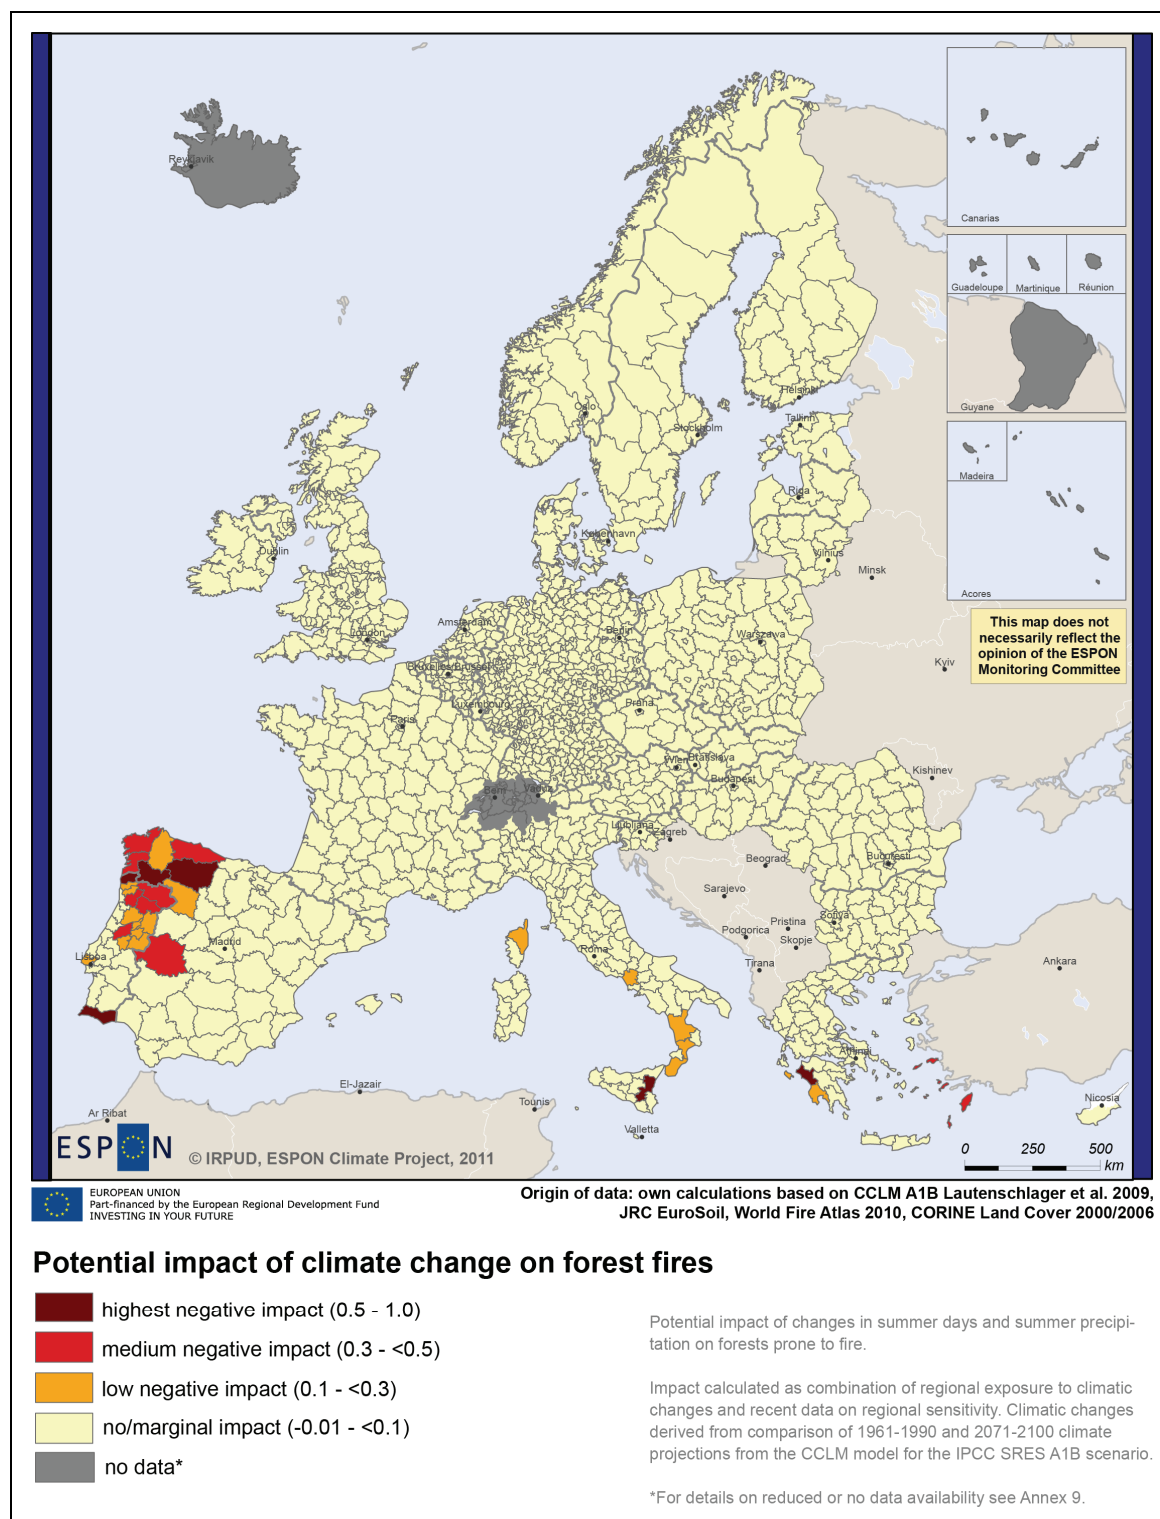 Reykjavik
Canarias
Guadeloupe
Martinique
Réunion
Guyane
Helsinki
Oslo
Tallinn
Stockholm
Madeira
Riga
København
Dublin
Vilnius
Minsk
Acores
This map does not
necessarily reflect the
opinion of the ESPON
Monitoring Committee
Amsterdam
London
Berlin
Warszawa
Kyiv
Bruxelles/Brussel
Luxembourg
Praha
Paris
Wien
Bratislava
Kishinev
Budapest
Bern
Vaduz
Ljubljana
Zagreb
Beograd
Bucuresti
Sarajevo
Pristina
Sofiya
Podgorica
Skopje
Madrid
Roma
Lisboa
Tirana
Ankara
Athinai
El-Jazair
Tounis
Nicosia
Ar Ribat
Valletta
ESPON
© IRPUD, ESPON Climate Project, 2011
0 250 500
km
EUROPEAN UNION
Part-financed by the European Regional Development Fund
INVESTING IN YOUR FUTURE
Origin of data: own calculations based on CCLM A1B Lautenschlager et al. 2009,
JRC EuroSoil, World Fire Atlas 2010, CORINE Land Cover 2000/2006
Potential impact of climate change on forest fires
highest negative impact (0.5 - 1.0)
medium negative impact (0.3 - <0.5)
low negative impact (0.1 - <0.3)
no/marginal impact (-0.01 - <0.1)
no data*
Potential impact of changes in summer days and summer precipi-
tation on forests prone to fire.
Impact calculated as combination of regional exposure to climatic
changes and recent data on regional sensitivity. Climatic changes
derived from comparison of 1961-1990 and 2071-2100 climate
projections from the CCLM model for the IPCC SRES A1B scenario.
*For details on reduced or no data availability see Annex 9.